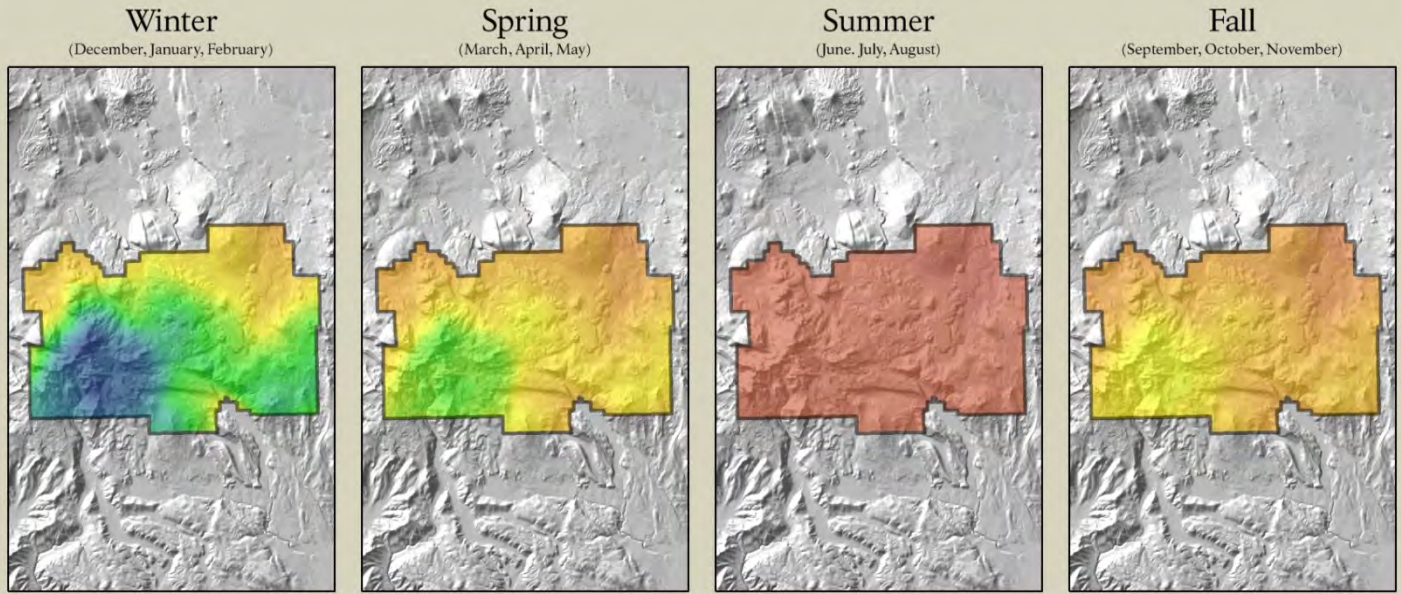 Winter
(December, January, February)
Spring
(March, April, May)
Summer
(June. July, August)
Fall
(September, October, November)